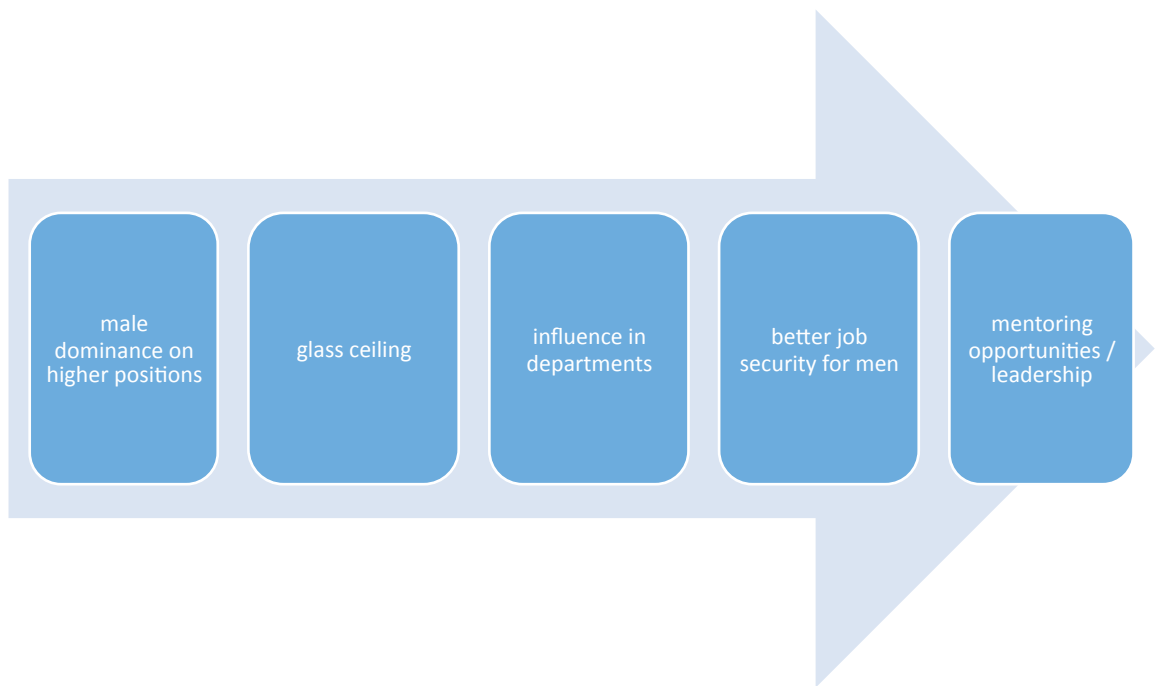 male
dominance on
higher positions
glass ceiling
influence in
departments
better job
security for men
mentoring
opportunities /
leadership